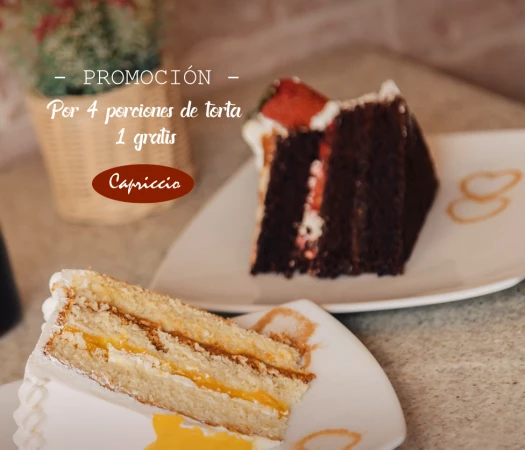 - PROMOCIÓN -
Por 4 porciones de torta
1 gratis
Capriccio